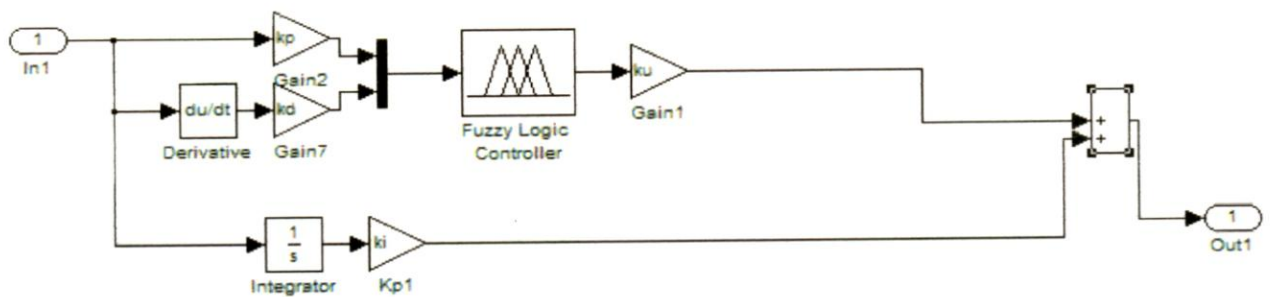 1
In1
kp
Gain2
du/dt
Derivative
kd
Gain7
Fuzzy Logic
Controller
ku
Gain1
+
+
1
s
Integrator
ki
Kp1
1
Out1